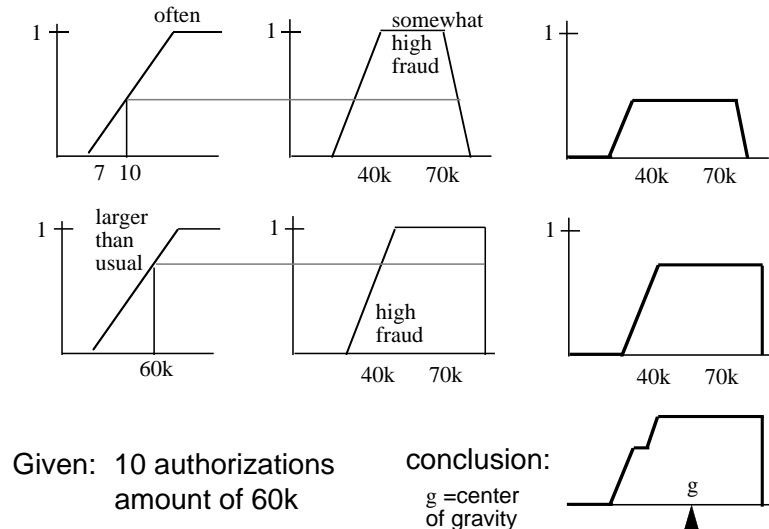 often
1
7 10
1
somewhat
high
fraud
40k 70k
1
40k 70k
1
larger
than
usual
60k
1
high
fraud
40k 70k
1
40k 70k
Given: 10 authorizations
amount of 60k
conclusion:
g =center
of gravity
g